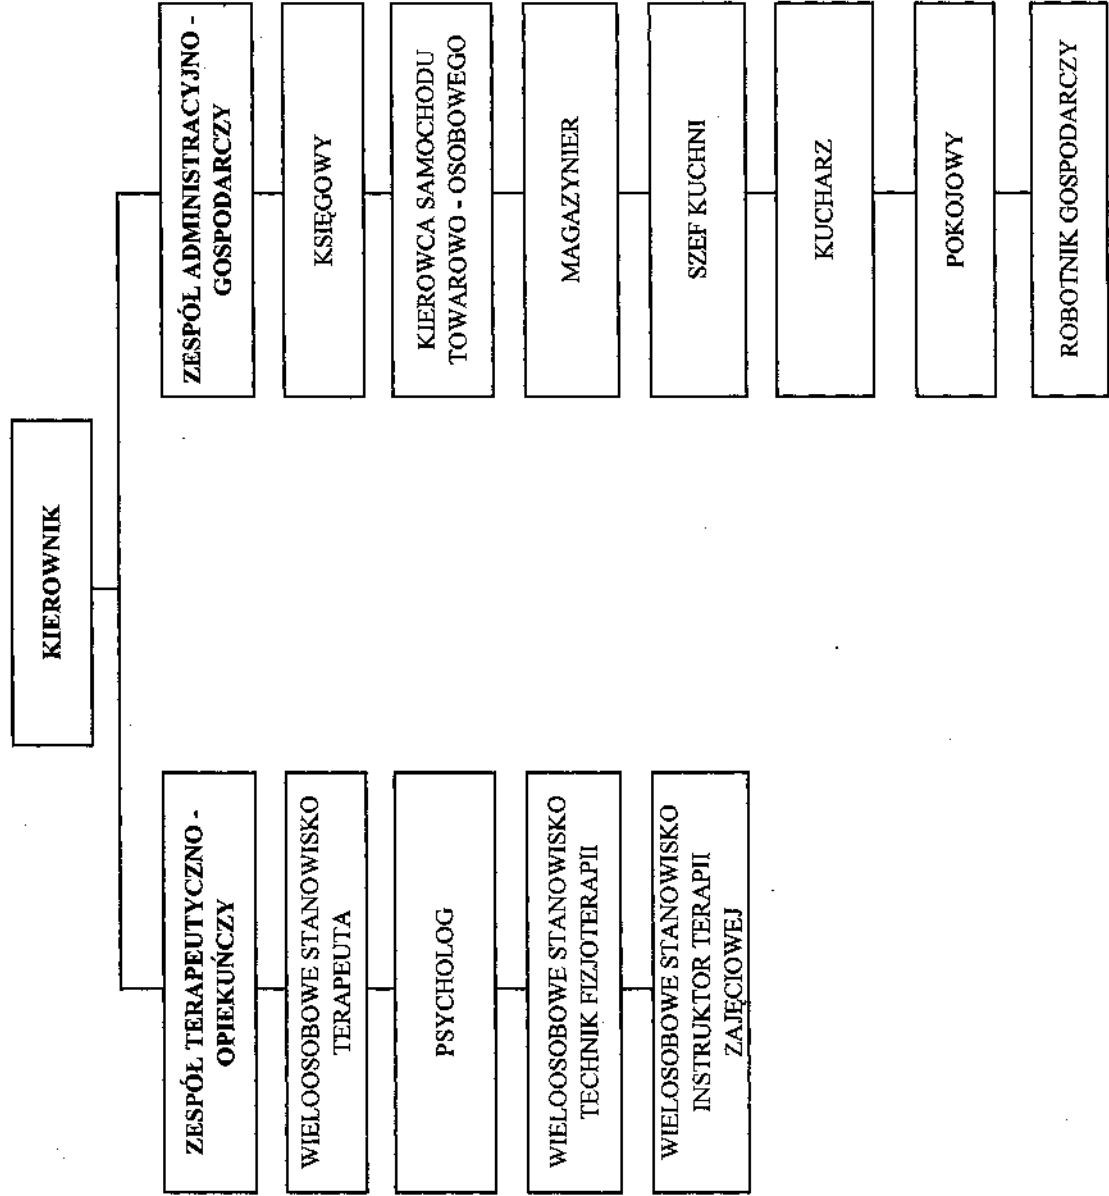 KIEROWNIK
ZESPÓŁ TERAPEUTYCZNO -
OPIEKUŃCZY
WIELOOSOBOWE STANOWISKO
TERAPEUTA
PSYCHOLOG
WIELOOSOBOWE STANOWISKO
TECHNIK FIZJOTERAPII
WIELOSOBOWE STANOWISKO
INSTRUKTOR TERAPII
ZAJĘCIOWEJ
ZESPÓŁ ADMINISTRACYJNO -
GOSPODARCZY
KSIĘGOWY
KIEROWCA SAMOCHODU
TOWAROWO - OSOBOWEGO
MAGAZYNIER
SZEF KUCHNI
KUCHARZ
POKOJOWY
ROBOTNIK GOSPODARCZY